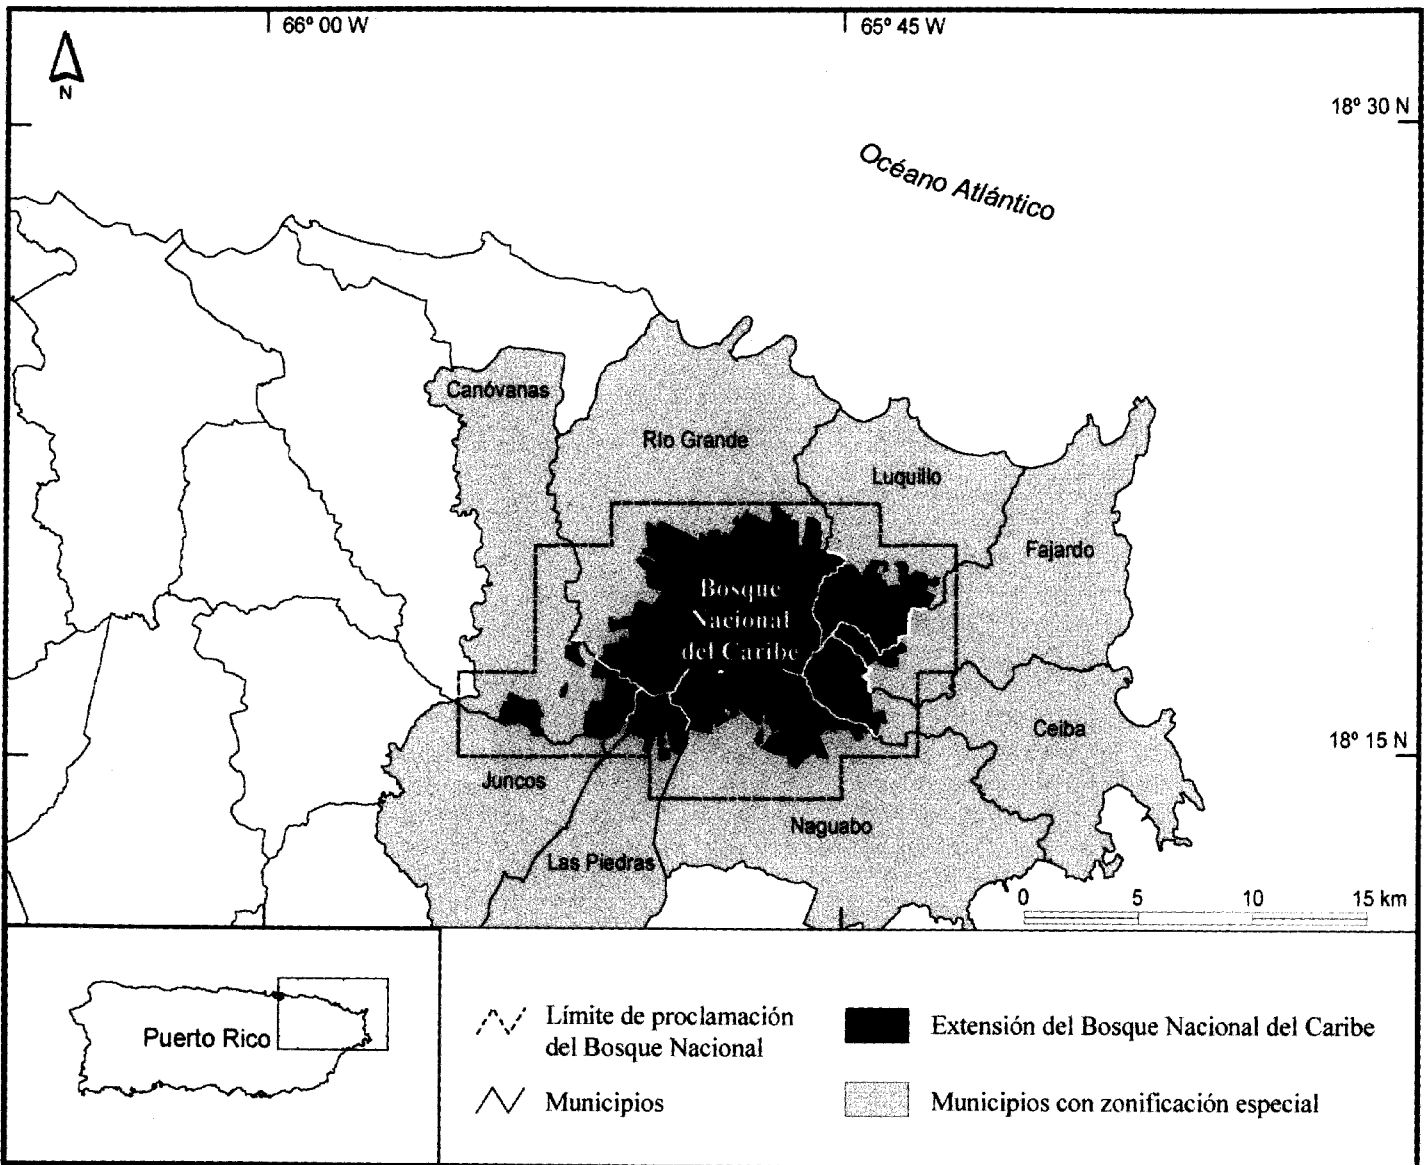 66º 00 W
65º 45 W
N
18º 30 N
Océano Atlántico
Canóvanas
Río Grande
Luquillo
Fajardo
Bosque
Nacional
del Caribe
Ceiba
18º 15 N
Juncos
Naguabo
Las Piedras
0 5 10 15 km
Puerto Rico
Límite de proclamación
del Bosque Nacional
Municipios
Extensión del Bosque Nacional del Caribe
Municipios con zonificación especial